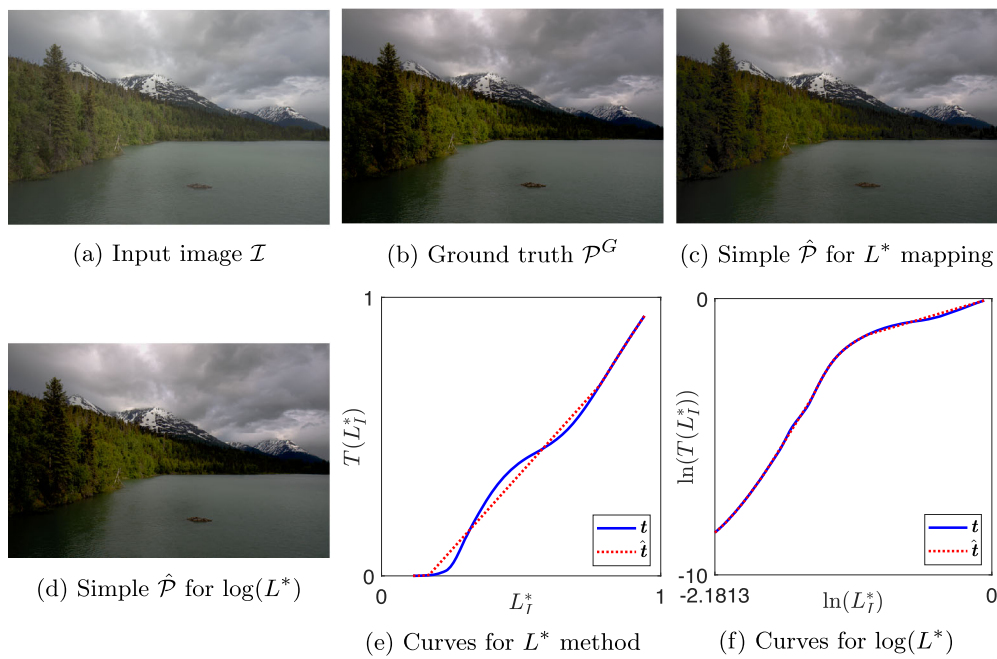 (a) Input image ℐ
(b) Ground truth 𝒫^G
(c) Simple 𝒫̂ for L* mapping
(d) Simple 𝒫̂ for log(L*)
1
T(L*_I)
t
t̂
0
0
L*_I
1
(e) Curves for L* method
0
ln(T(L*_I))
t
t̂
-10
-2.1813
ln(L*_I)
0
(f) Curves for log(L*)